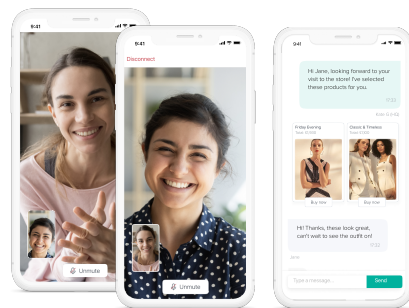 9:41
Unmute
9:41
Disconnect
Unmute
9:41
Hi Jane, looking forward to your
visit to the store! I've selected
these products for you.
Friday Evening
Classic & Timeless
Buy now
Buy now
Hi! Thanks, these look great,
can't wait to see the outfit on!
Type a message...
Send